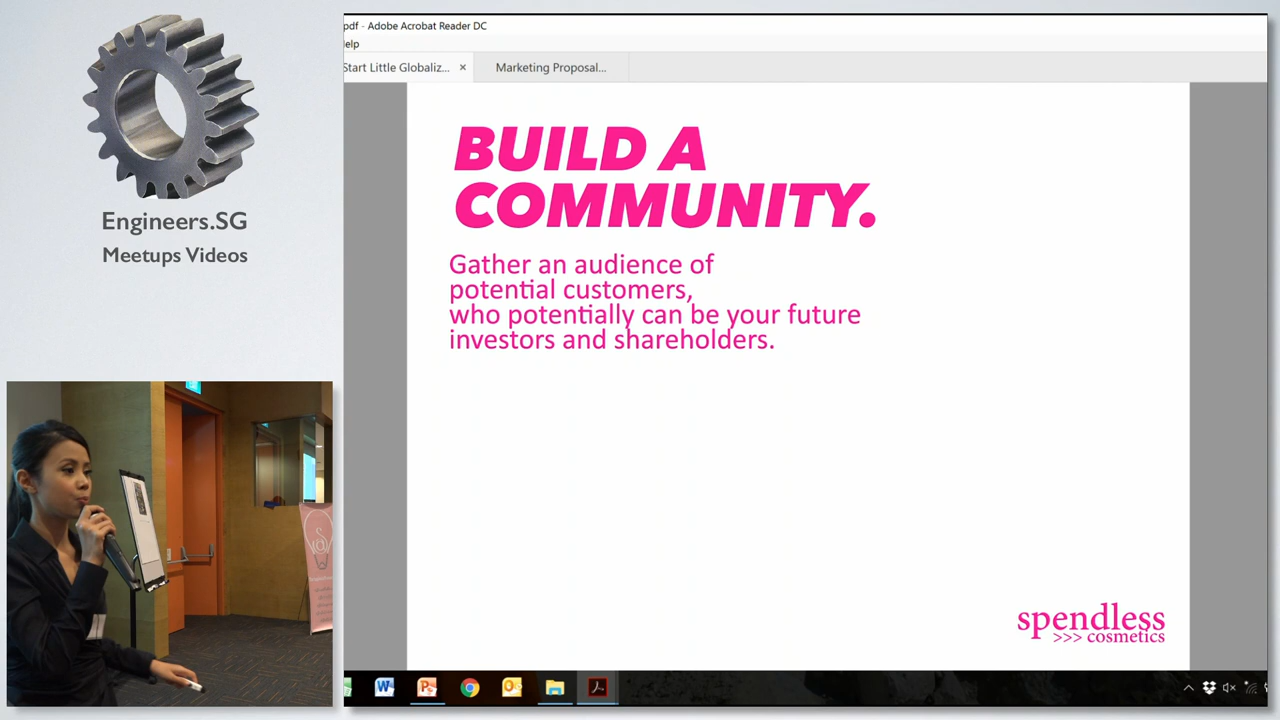 Engineers.SG
Meetups Videos
pdf - Adobe Acrobat Reader DC
elp
Start Little Globaliz...
Marketing Proposal...
BUILD A
COMMUNITY.
Gather an audience of
potential customers,
who potentially can be your future
investors and shareholders.
spendless
>>> cosmetics